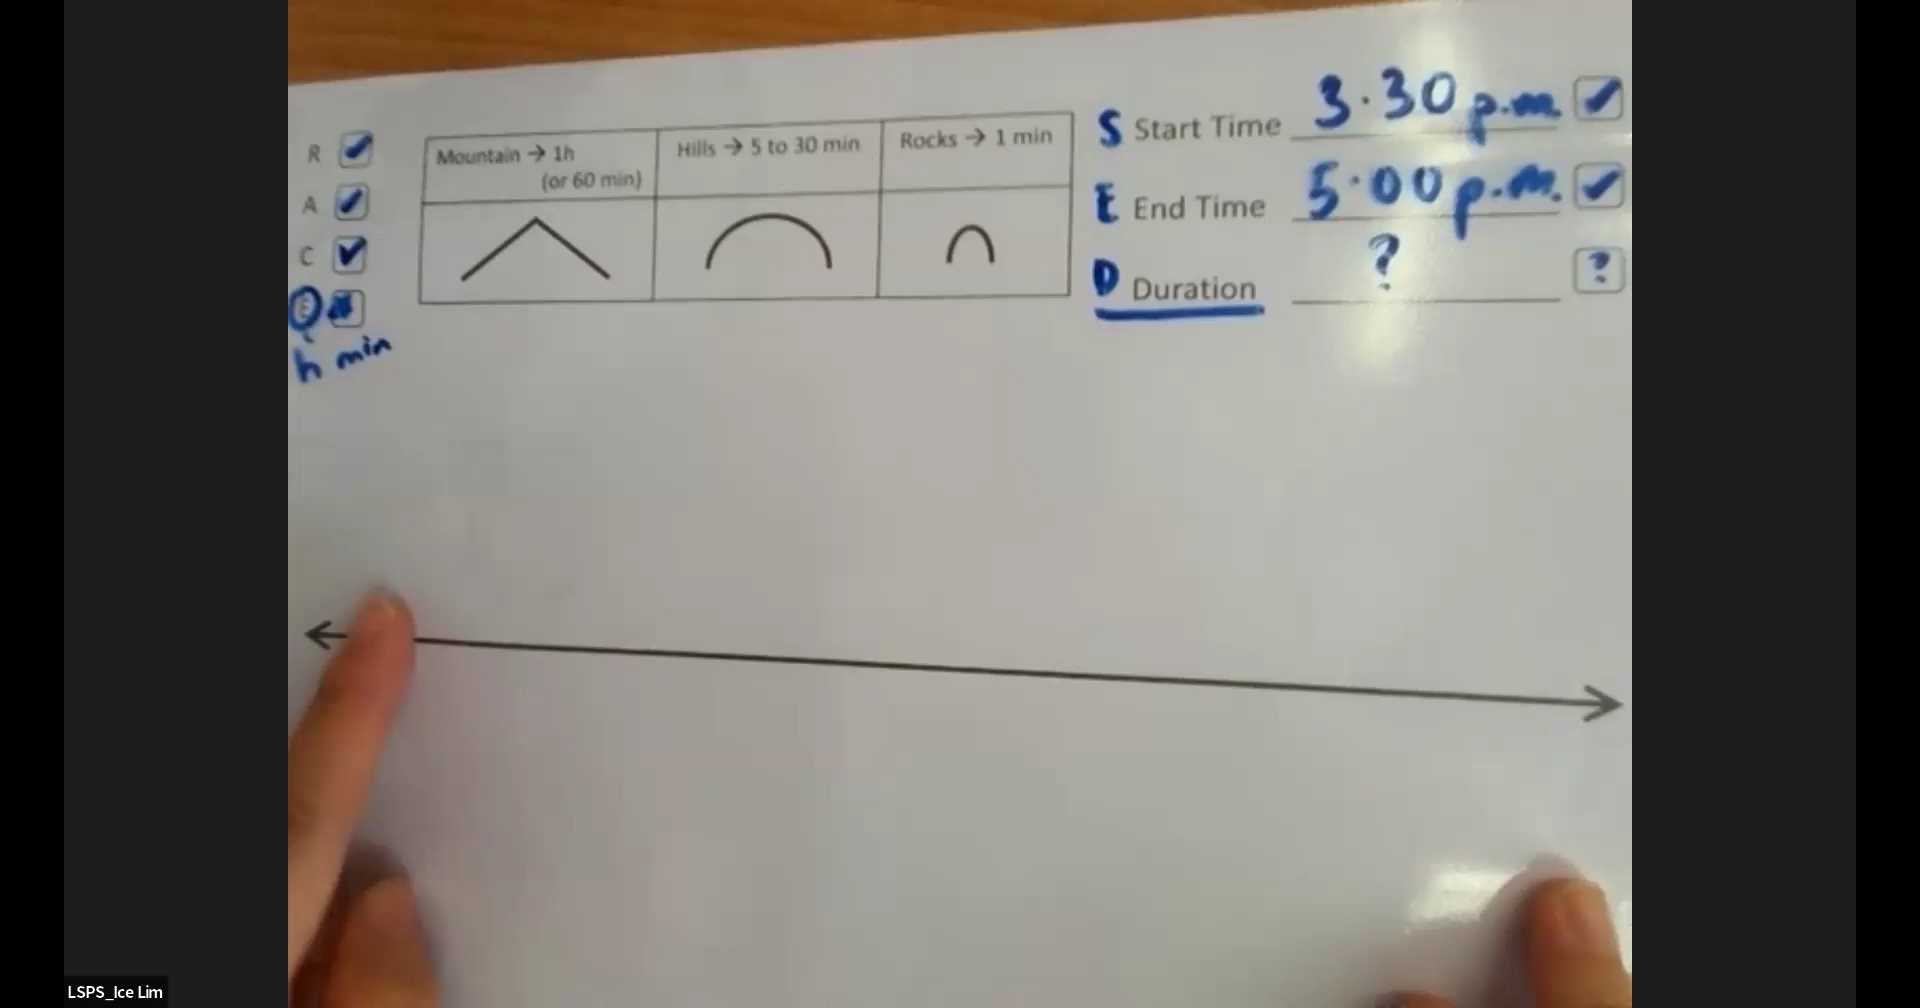 R
A
C
E
h min
Mountain → 1h
(or 60 min)
Hills → 5 to 30 min
Rocks → 1 min
S Start Time 3.30 p.m.
E End Time 5.00 p.m.
D Duration ? ?
LSPS_Ice Lim